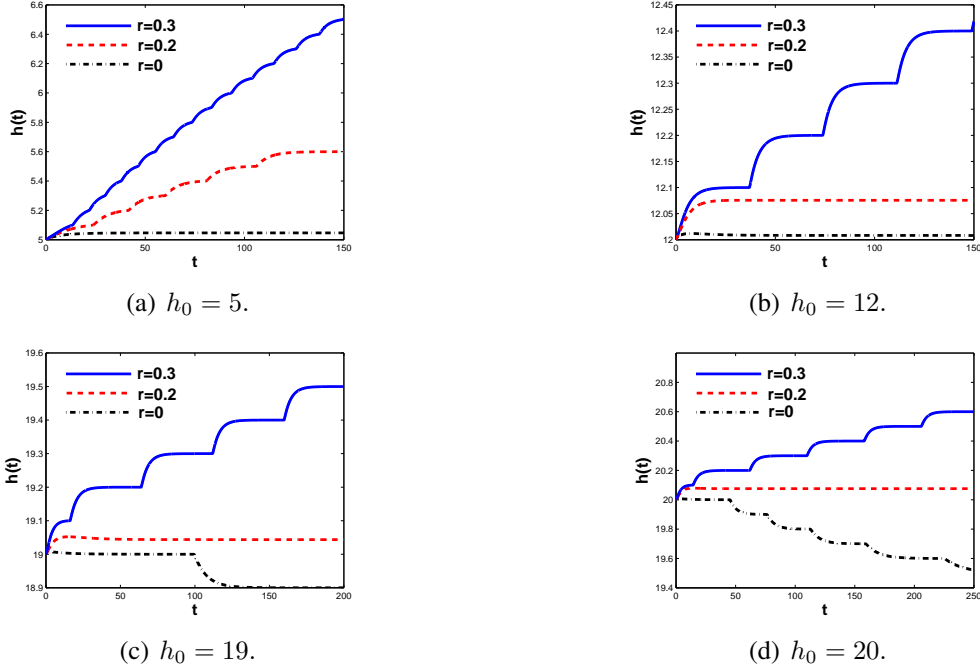 6.6
6.4
6.2
6
5.8
5.6
5.4
5.2
5
0 50 100 150
h(t)
t
r=0.3
r=0.2
r=0
(a) h₀ = 5.
12.45
12.4
12.35
12.3
12.25
12.2
12.15
12.1
12.05
12
0 50 100 150
h(t)
t
r=0.3
r=0.2
r=0
(b) h₀ = 12.
19.6
19.5
19.4
19.3
19.2
19.1
19
18.9
0 50 100 150 200
h(t)
t
r=0.3
r=0.2
r=0
(c) h₀ = 19.
20.8
20.6
20.4
20.2
20
19.8
19.6
19.4
0 50 100 150 200 250
h(t)
t
r=0.3
r=0.2
r=0
(d) h₀ = 20.